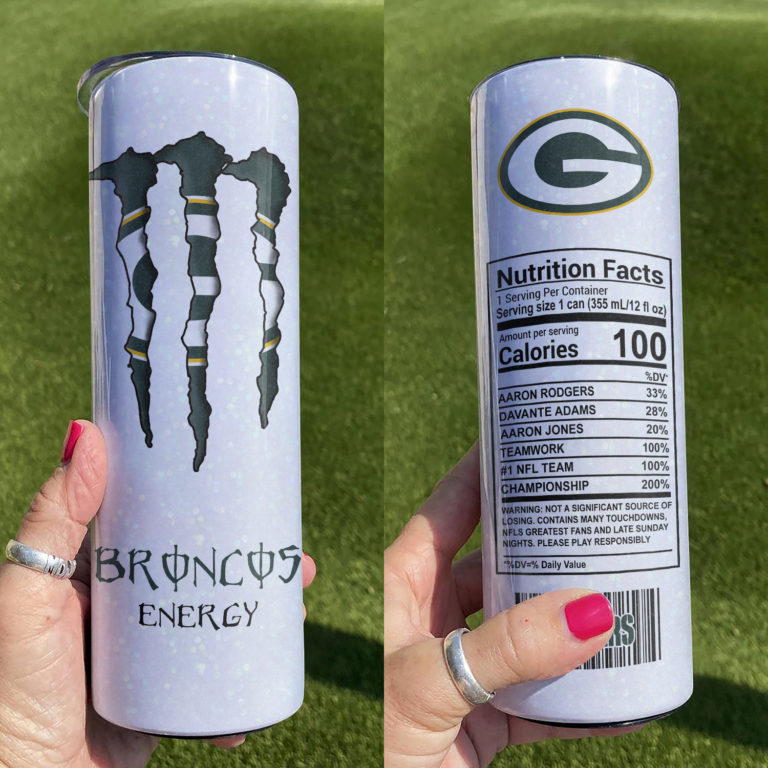 BRONCOS
ENERGY
G
Nutrition Facts
1 Serving Per Container
Serving size 1 can (355 mL/12 fl oz)
Amount per serving
Calories 100
%DV*
AARON RODGERS 33%
DAVANTE ADAMS 28%
AARON JONES 20%
TEAMWORK 100%
#1 NFL TEAM 100%
CHAMPIONSHIP 200%
WARNING: NOT A SIGNIFICANT SOURCE OF
LOSING. CONTAINS MANY TOUCHDOWNS,
NFLS GREATEST FANS AND LATE SUNDAY
NIGHTS. PLEASE PLAY RESPONSIBLY
*%DV=% Daily Value